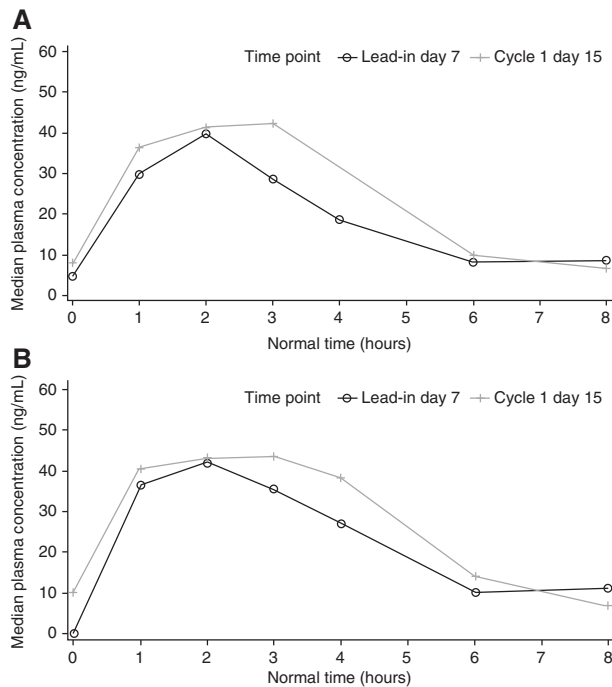 A
Median plasma concentration (ng/mL)
60
50
40
30
20
10
0
Time point Lead-in day 7 Cycle 1 day 15
0 1 2 3 4 5 6 7 8
Normal time (hours)
B
Median plasma concentration (ng/mL)
60
50
40
30
20
10
0
Time point Lead-in day 7 Cycle 1 day 15
0 1 2 3 4 5 6 7 8
Normal time (hours)